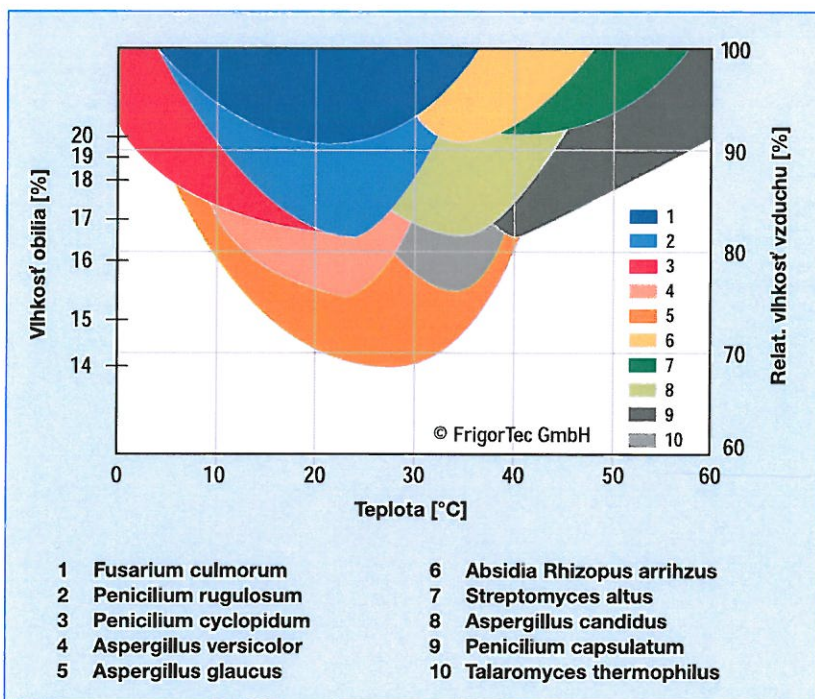 Vlhkosť obilia [%]
20
19
18
17
16
15
14
100
90
80
70
60
Relat. vlhkosť vzduchu [%]
1
2
3
4
5
6
7
8
9
10
© FrigorTec GmbH
0 10 20 30 40 50 60
Teplota [°C]
1 Fusarium culmorum
2 Penicilium rugulosum
3 Penicilium cyclopidum
4 Aspergillus versicolor
5 Aspergillus glaucus
6 Absidia Rhizopus arrihzus
7 Streptomyces altus
8 Aspergillus candidus
9 Penicilium capsulatum
10 Talaromyces thermophilus